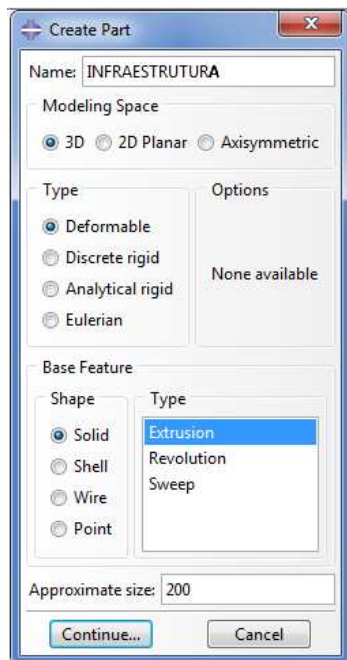 Create Part
Name: INFRAESTRUTURA
Modeling Space
3D 2D Planar Axisymmetric
Type
Deformable
Discrete rigid
Analytical rigid
Eulerian
Options
None available
Base Feature
Shape
Solid
Shell
Wire
Point
Type
Extrusion
Revolution
Sweep
Approximate size: 200
Continue... Cancel